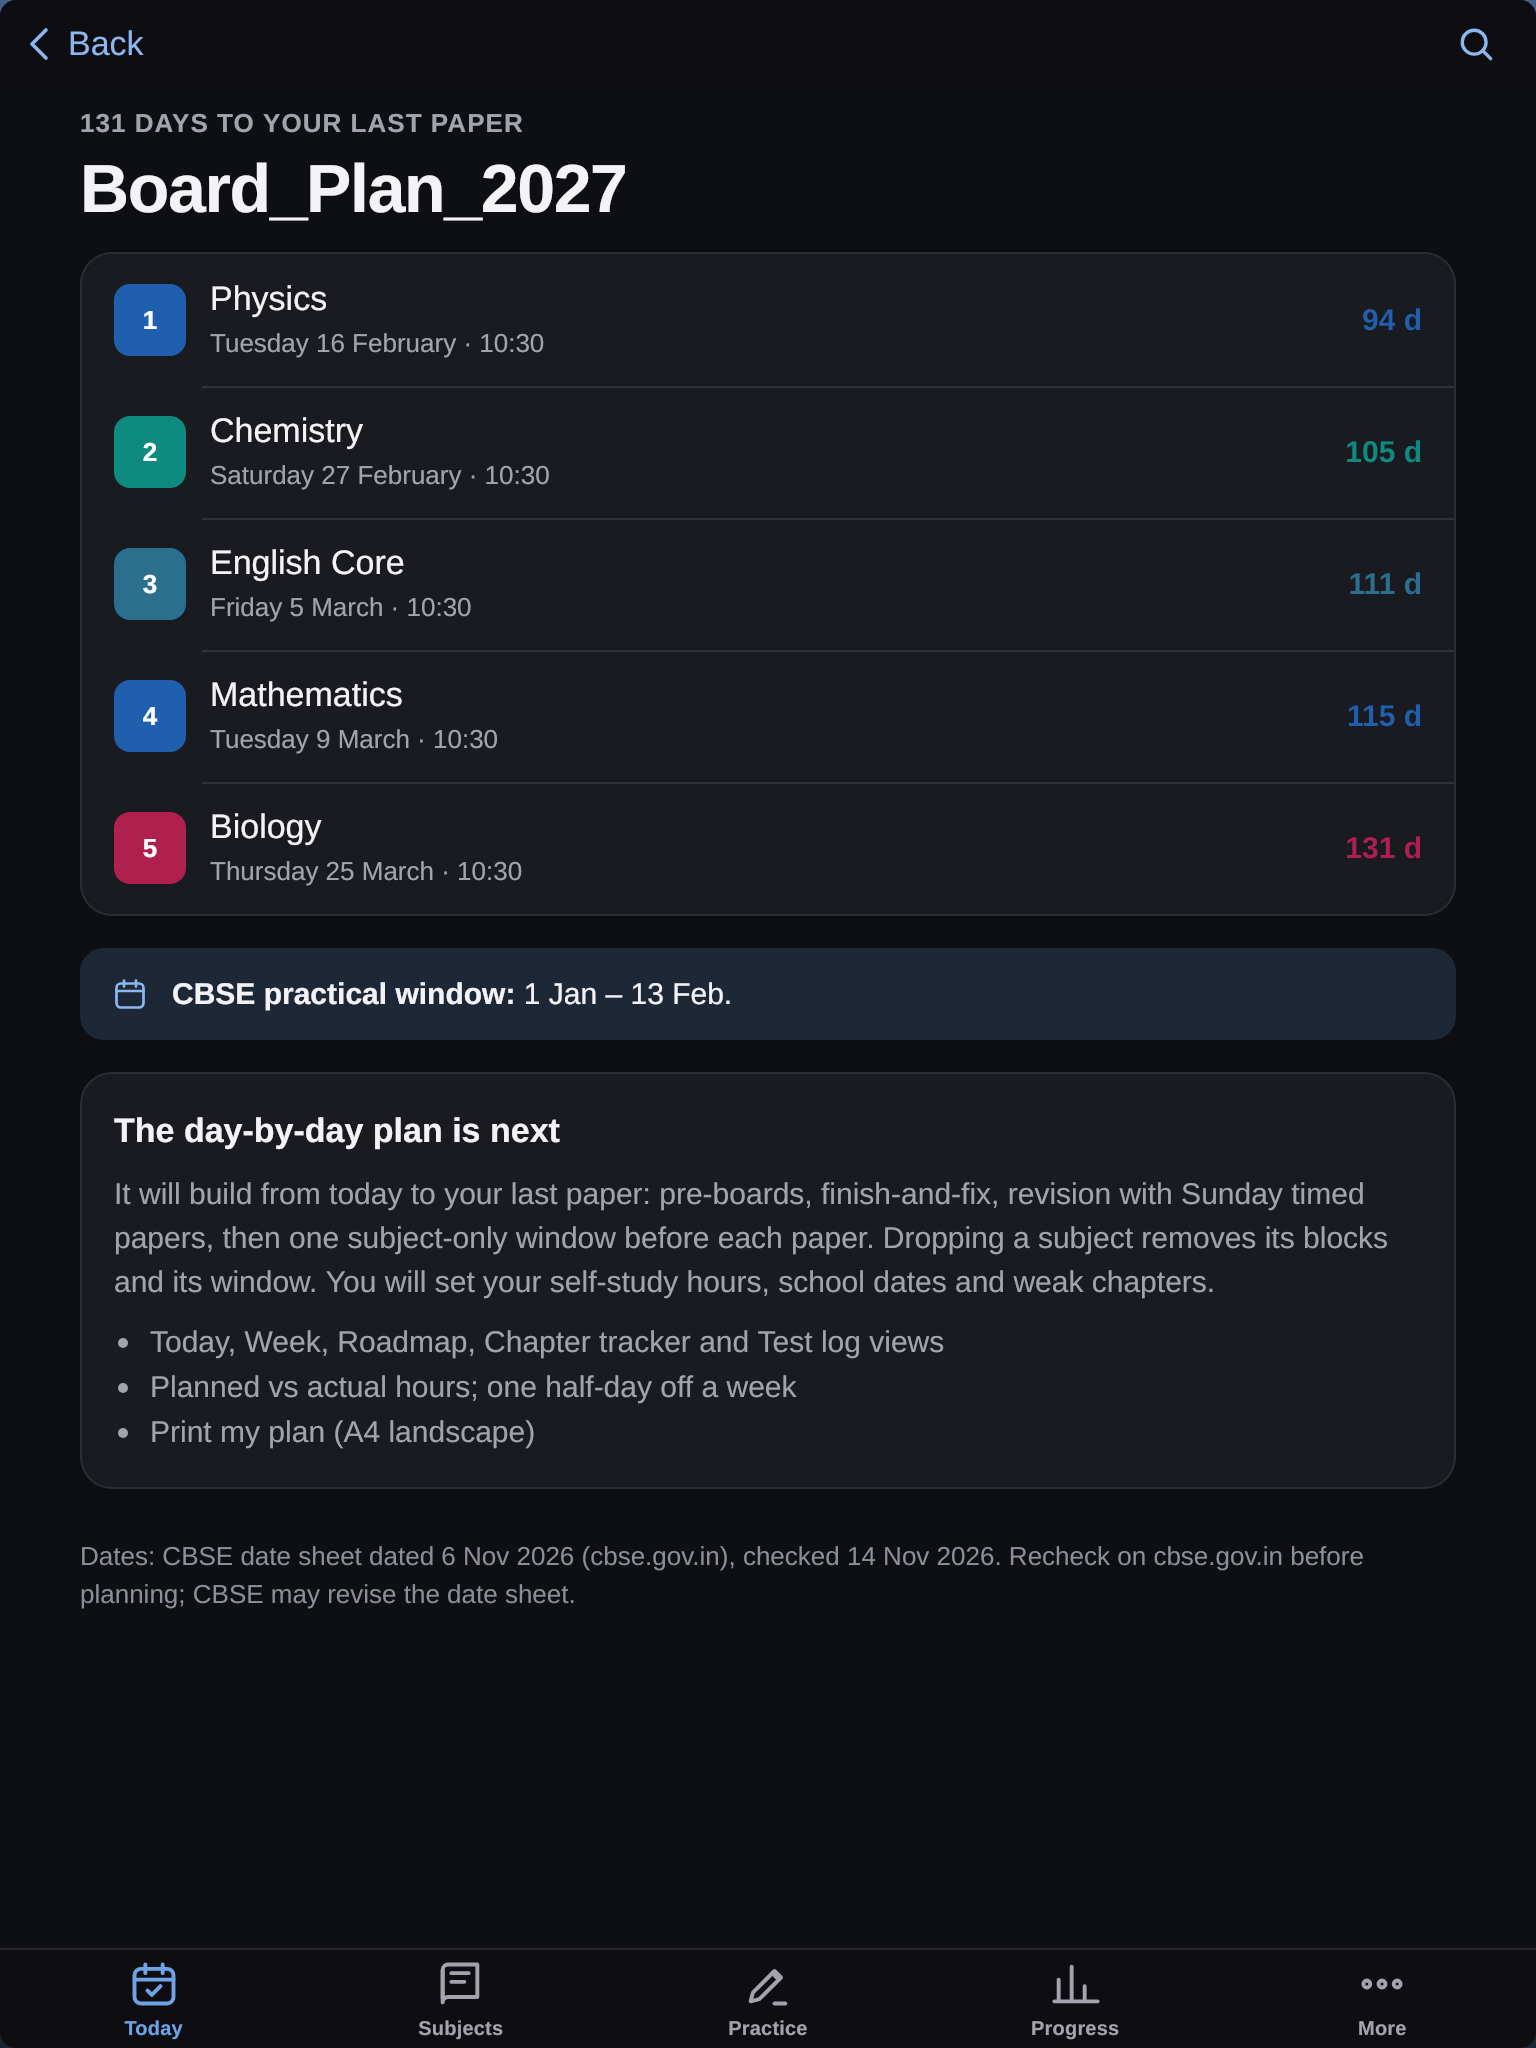 Back
131 DAYS TO YOUR LAST PAPER
Board_Plan_2027
1
Physics
Tuesday 16 February · 10:30
94 d
2
Chemistry
Saturday 27 February · 10:30
105 d
3
English Core
Friday 5 March · 10:30
111 d
4
Mathematics
Tuesday 9 March · 10:30
115 d
5
Biology
Thursday 25 March · 10:30
131 d
CBSE practical window: 1 Jan – 13 Feb.
The day-by-day plan is next
It will build from today to your last paper: pre-boards, finish-and-fix, revision with Sunday timed
papers, then one subject-only window before each paper. Dropping a subject removes its blocks
and its window. You will set your self-study hours, school dates and weak chapters.
• Today, Week, Roadmap, Chapter tracker and Test log views
• Planned vs actual hours; one half-day off a week
• Print my plan (A4 landscape)
Dates: CBSE date sheet dated 6 Nov 2026 (cbse.gov.in), checked 14 Nov 2026. Recheck on cbse.gov.in before
planning; CBSE may revise the date sheet.
Today
Subjects
Practice
Progress
More